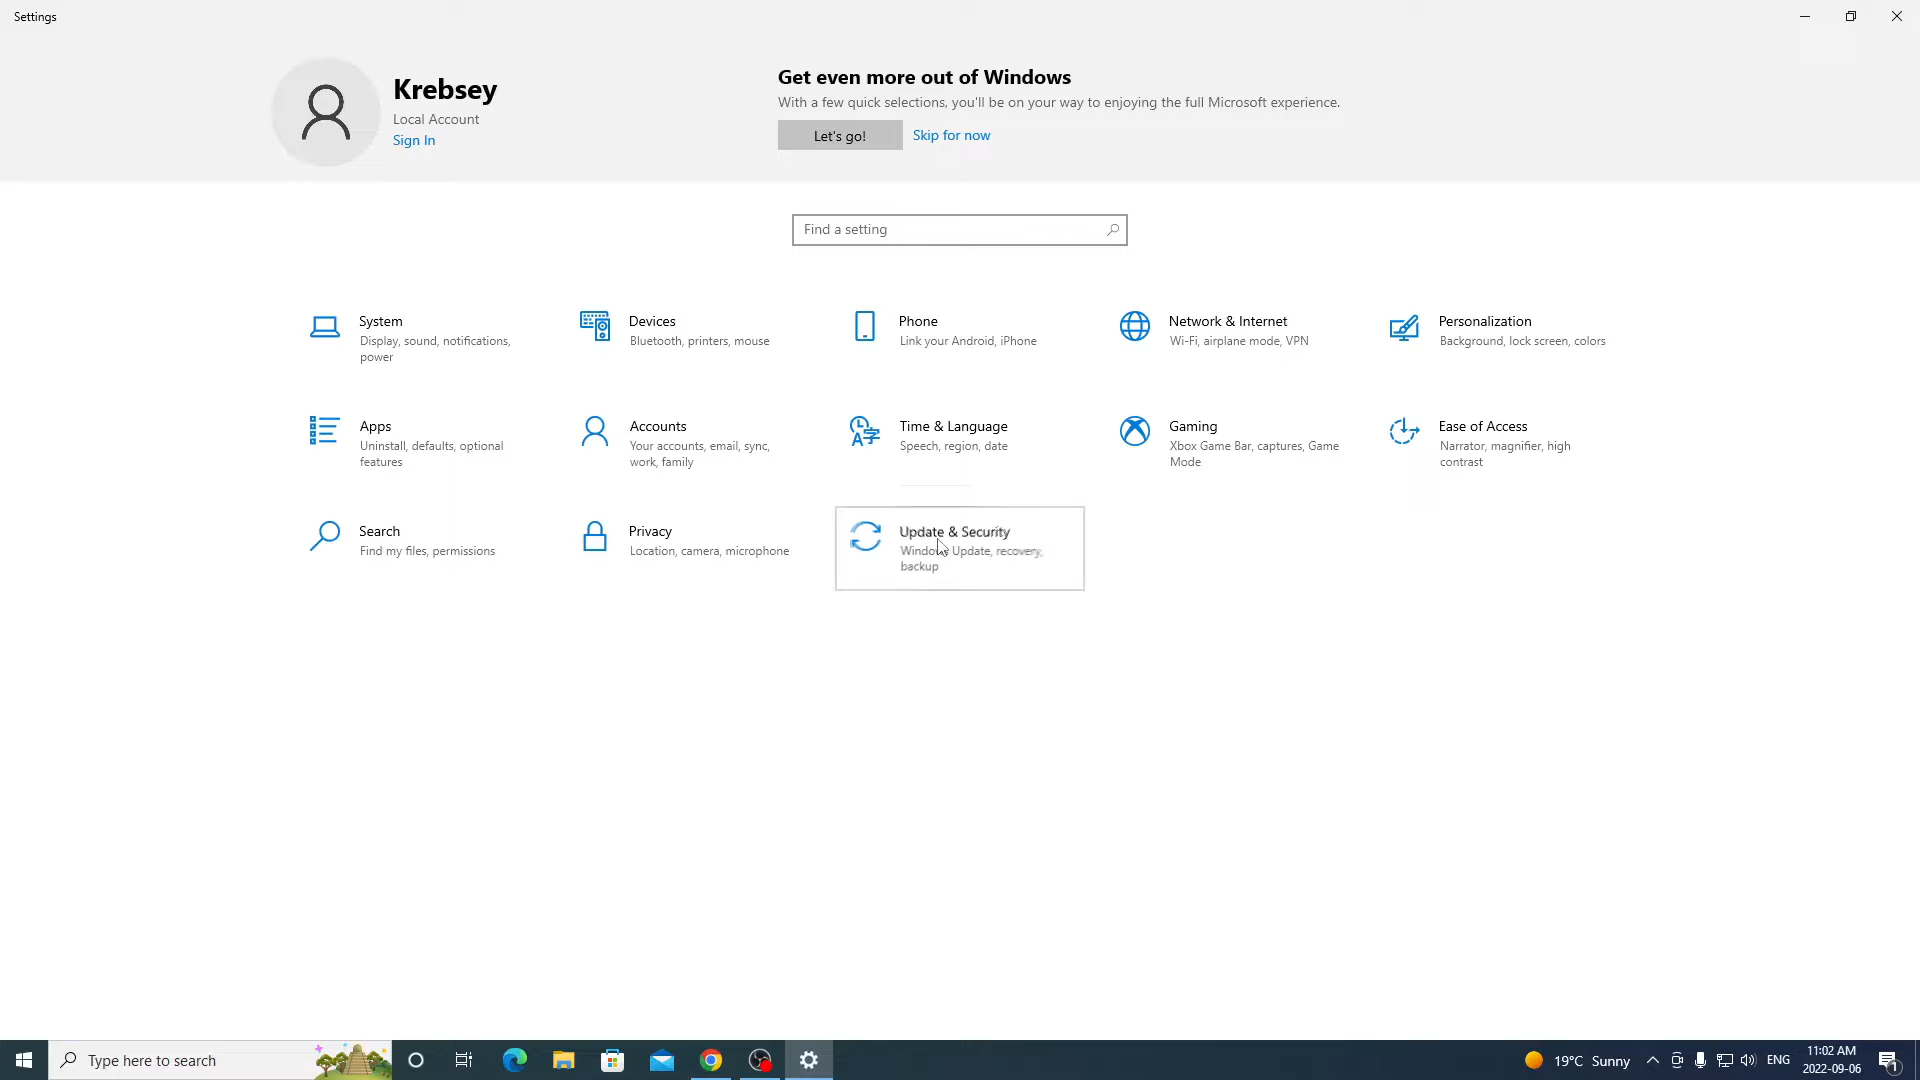 Settings
Krebsey
Local Account
Sign In
Get even more out of Windows
With a few quick selections, you'll be on your way to enjoying the full Microsoft experience.
Let's go!
Skip for now
Find a setting
System
Display, sound, notifications,
power
Devices
Bluetooth, printers, mouse
Phone
Link your Android, iPhone
Network & Internet
Wi-Fi, airplane mode, VPN
Personalization
Background, lock screen, colors
Apps
Uninstall, defaults, optional
features
Accounts
Your accounts, email, sync,
work, family
Time & Language
Speech, region, date
Gaming
Xbox Game Bar, captures, Game
Mode
Ease of Access
Narrator, magnifier, high
contrast
Search
Find my files, permissions
Privacy
Location, camera, microphone
Update & Security
Windows Update, recovery,
backup
Type here to search
19°C Sunny
ENG
11:02 AM
2022-09-06
1